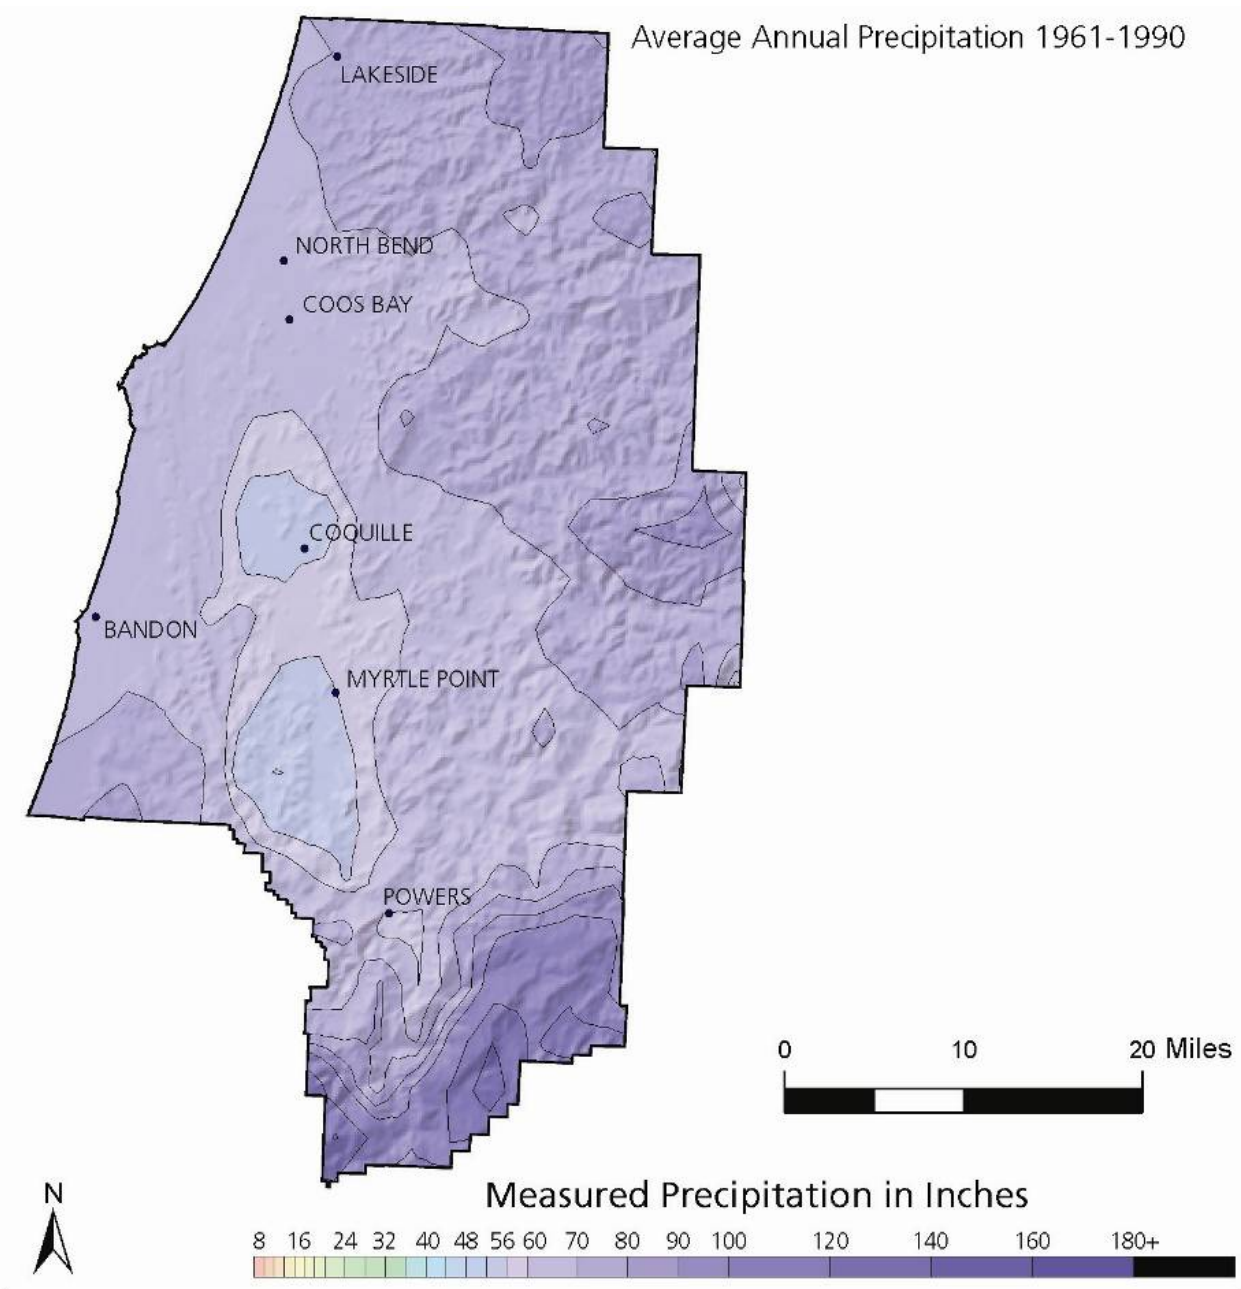 Average Annual Precipitation 1961-1990
LAKESIDE
NORTH BEND
COOS BAY
COQUILLE
BANDON
MYRTLE POINT
POWERS
0 10 20 Miles
N
Measured Precipitation in Inches
8 16 24 32 40 48 56 60 70 80 90 100 120 140 160 180+